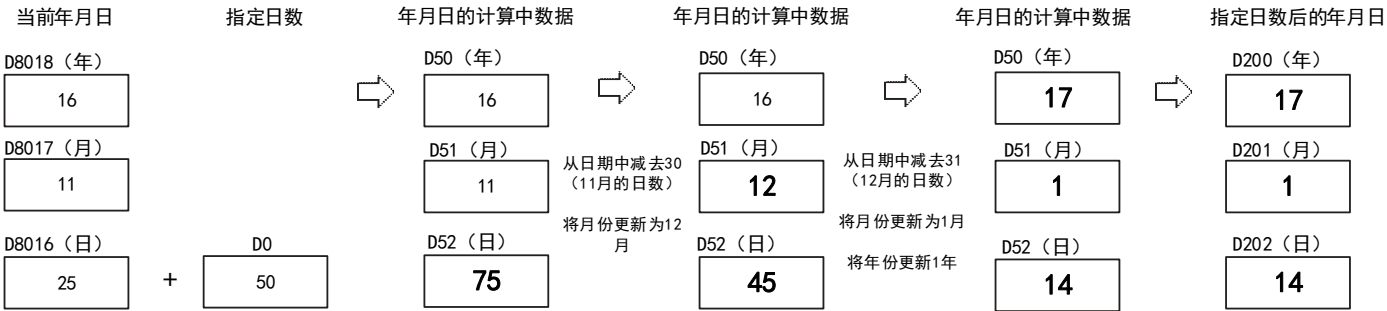 当前年月日
指定日数
年月日的计算中数据
年月日的计算中数据
年月日的计算中数据
指定日数后的年月日
D8018（年）
16
D8017（月）
11
D8016（日）
25
+
D0
50
D50（年）
16
D51（月）
11
D52（日）
75
从日期中减去30
（11月的日数）
将月份更新为12
月
D50（年）
16
D51（月）
12
D52（日）
45
从日期中减去31
（12月的日数）
将月份更新为1月
将年份更新1年
D50（年）
17
D51（月）
1
D52（日）
14
D200（年）
17
D201（月）
1
D202（日）
14